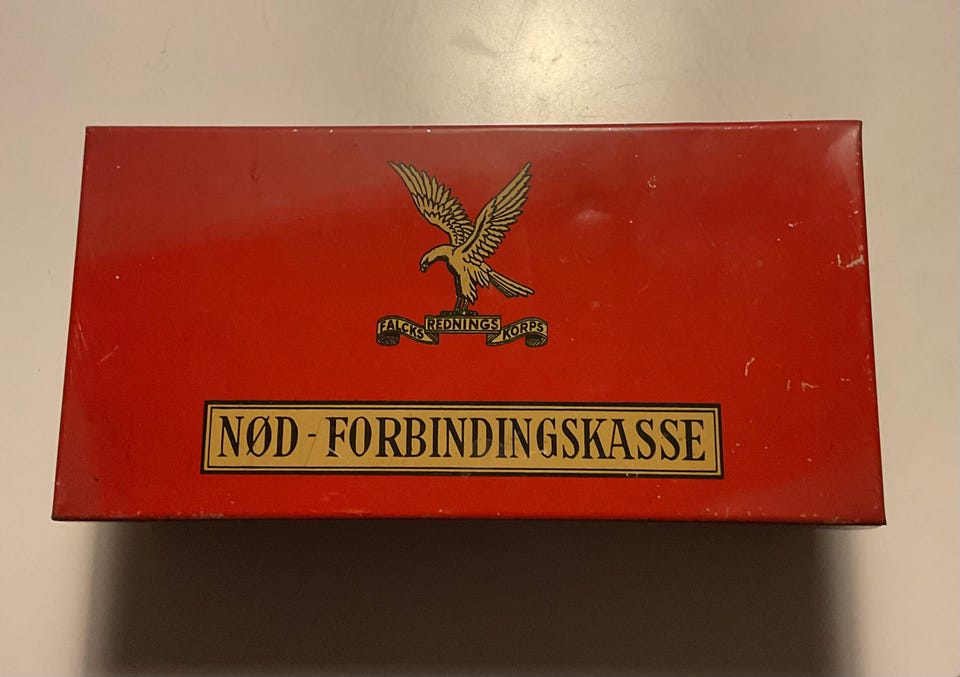 FALCKS REDNINGS KORPS
NØD - FORBINDINGSKASSE